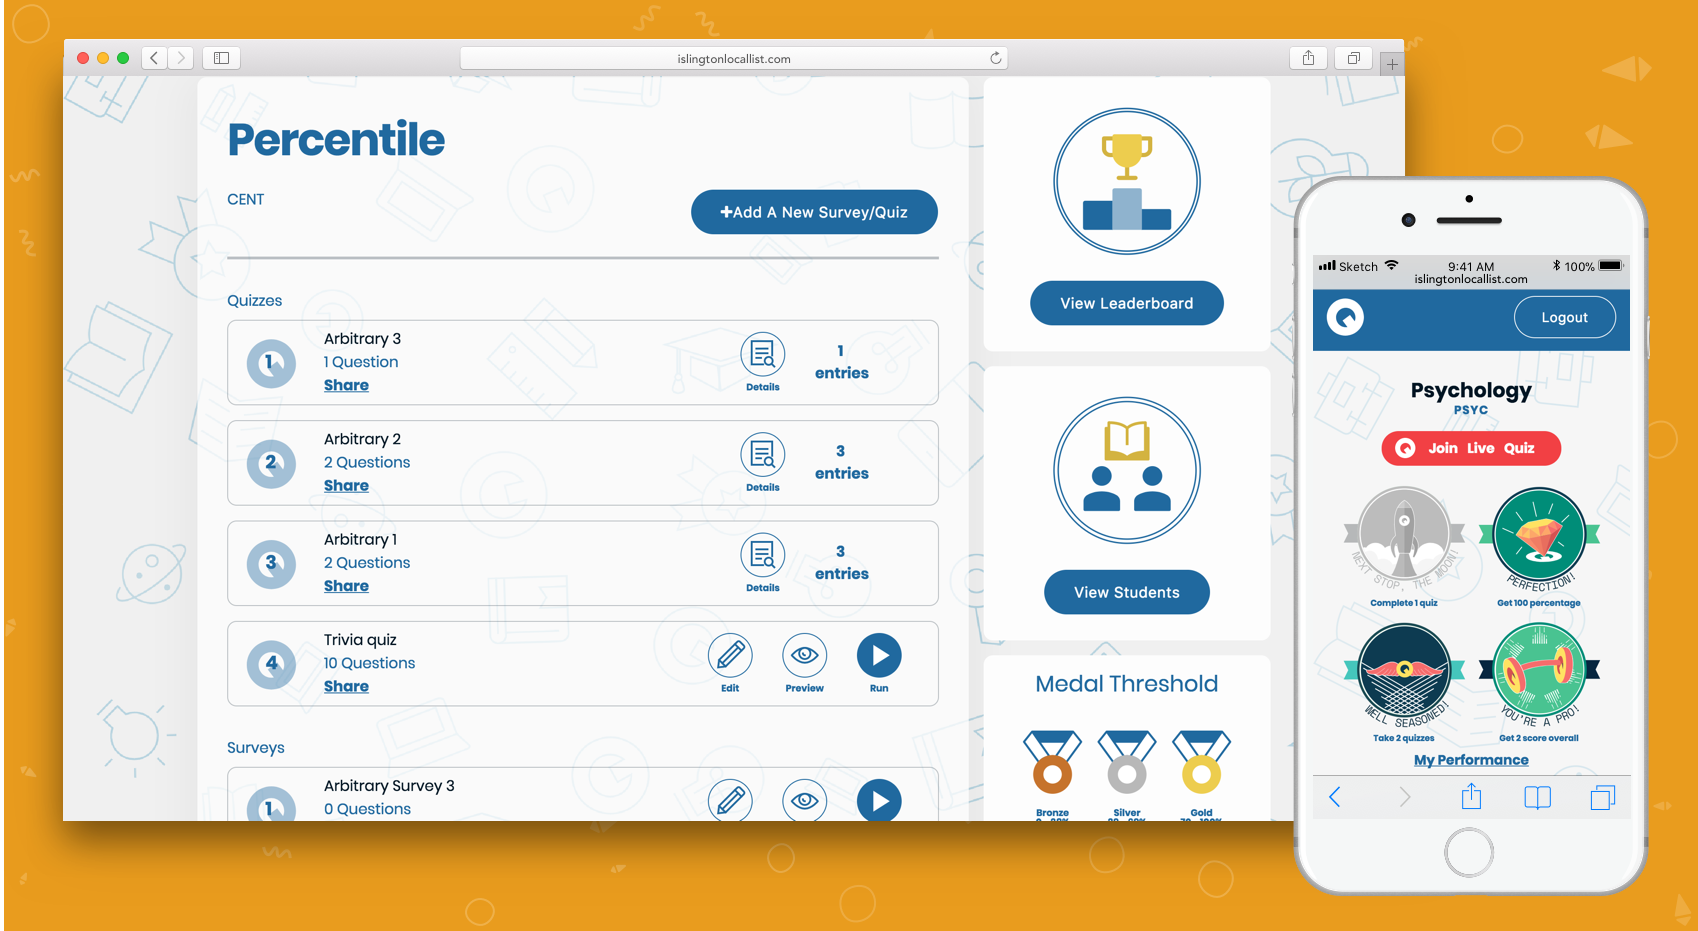 islingtonlocallist.com
Percentile
CENT
+Add A New Survey/Quiz
Quizzes
1
Arbitrary 3
1 Question
Share
Details
1
entries
2
Arbitrary 2
2 Questions
Share
Details
3
entries
3
Arbitrary 1
2 Questions
Share
Details
3
entries
4
Trivia quiz
10 Questions
Share
Edit
Preview
Run
Surveys
1
Arbitrary Survey 3
0 Questions
View Leaderboard
View Students
Medal Threshold
Bronze
Silver
Gold
Sketch
9:41 AM
100%
islingtonlocallist.com
Logout
Psychology
PSYC
Join Live Quiz
NEXT STOP, THE MOON!
Complete 1 quiz
PERFECTION!
Get 100 percentage
WELL SEASONED!
Take 2 quizzes
YOU'RE A PRO!
Get 2 score overall
My Performance